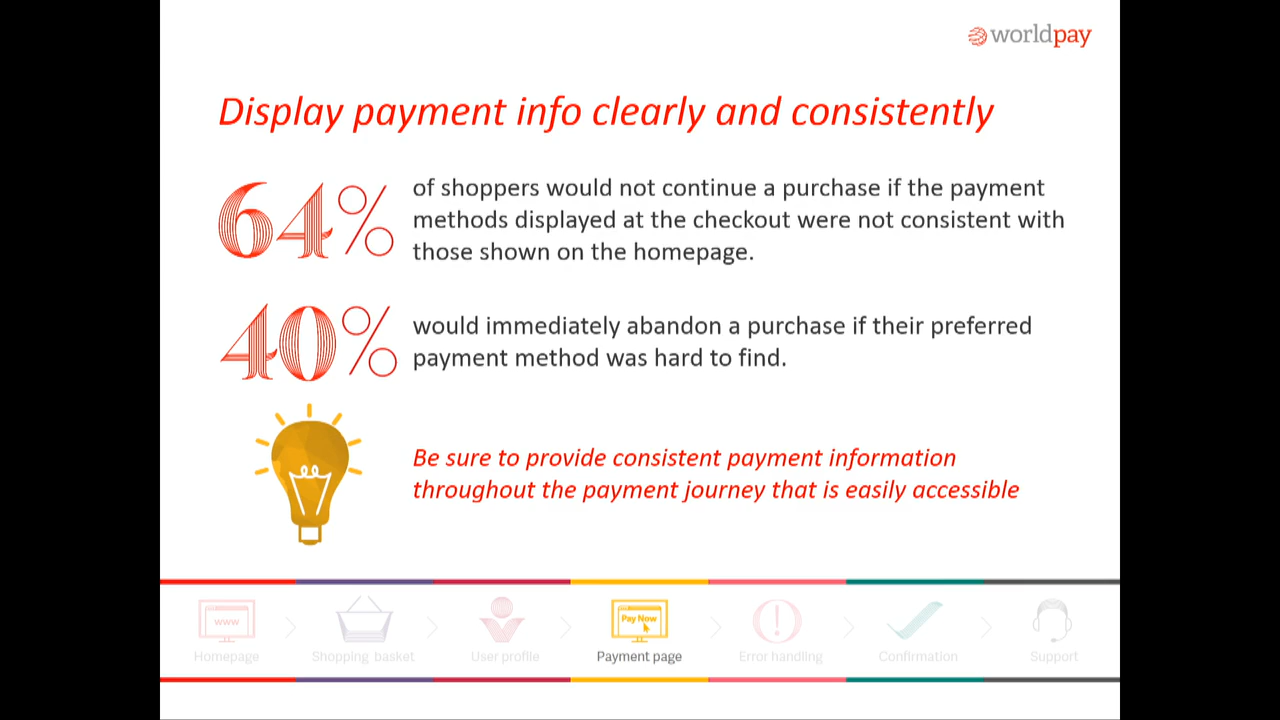 worldpay
Display payment info clearly and consistently
64% of shoppers would not continue a purchase if the payment
methods displayed at the checkout were not consistent with
those shown on the homepage.
40% would immediately abandon a purchase if their preferred
payment method was hard to find.
Be sure to provide consistent payment information
throughout the payment journey that is easily accessible
www
Pay Now
Homepage
Shopping basket
User profile
Payment page
Error handling
Confirmation
Support